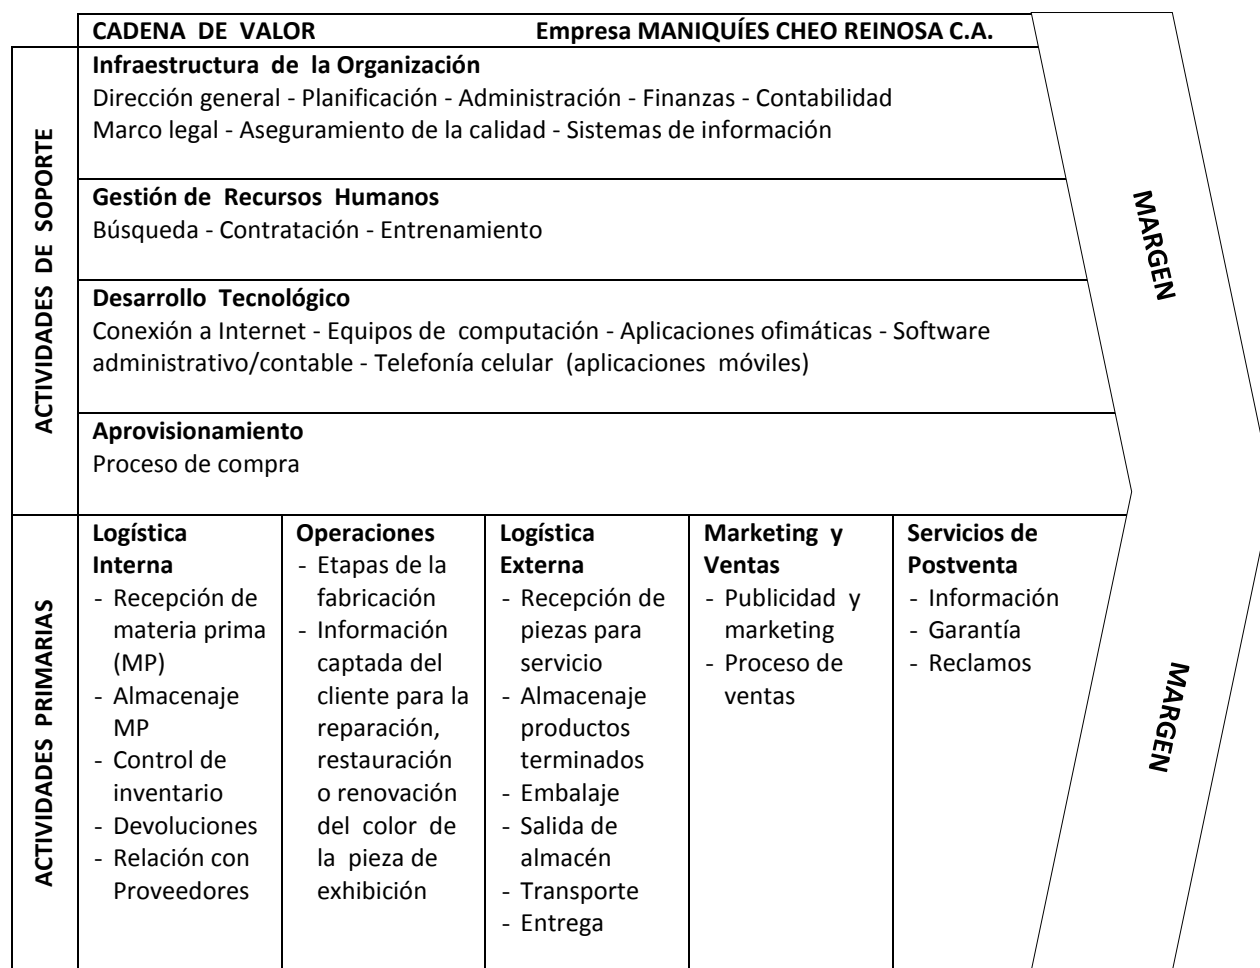 CADENA DE VALOR Empresa MANIQUÍES CHEO REINOSA C.A.
ACTIVIDADES DE SOPORTE
Infraestructura de la Organización
Dirección general - Planificación - Administración - Finanzas - Contabilidad
Marco legal - Aseguramiento de la calidad - Sistemas de información
Gestión de Recursos Humanos
Búsqueda - Contratación - Entrenamiento
Desarrollo Tecnológico
Conexión a Internet - Equipos de computación - Aplicaciones ofimáticas - Software
administrativo/contable - Telefonía celular (aplicaciones móviles)
Aprovisionamiento
Proceso de compra
MARGEN
ACTIVIDADES PRIMARIAS
Logística
Interna
- Recepción de
materia prima
(MP)
- Almacenaje
MP
- Control de
inventario
- Devoluciones
- Relación con
Proveedores
Operaciones
- Etapas de la
fabricación
- Información
captada del
cliente para la
reparación,
restauración
o renovación
del color de
la pieza de
exhibición
Logística
Externa
- Recepción de
piezas para
servicio
- Almacenaje
productos
terminados
- Embalaje
- Salida de
almacén
- Transporte
- Entrega
Marketing y
Ventas
- Publicidad y
marketing
- Proceso de
ventas
Servicios de
Postventa
- Información
- Garantía
- Reclamos
MARGEN